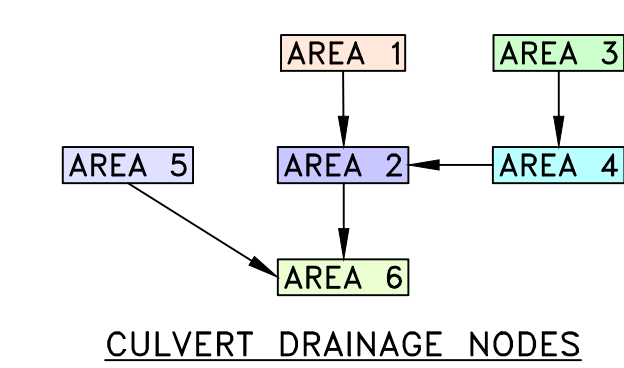 AREA 1
AREA 3
AREA 5
AREA 2
AREA 4
AREA 6
CULVERT DRAINAGE NODES